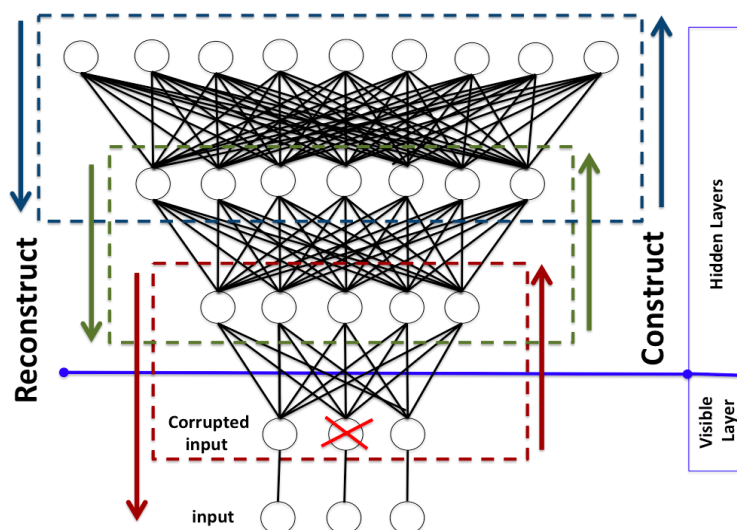 Reconstruct
Construct
Hidden Layers
Visible
Layer
Corrupted
input
input